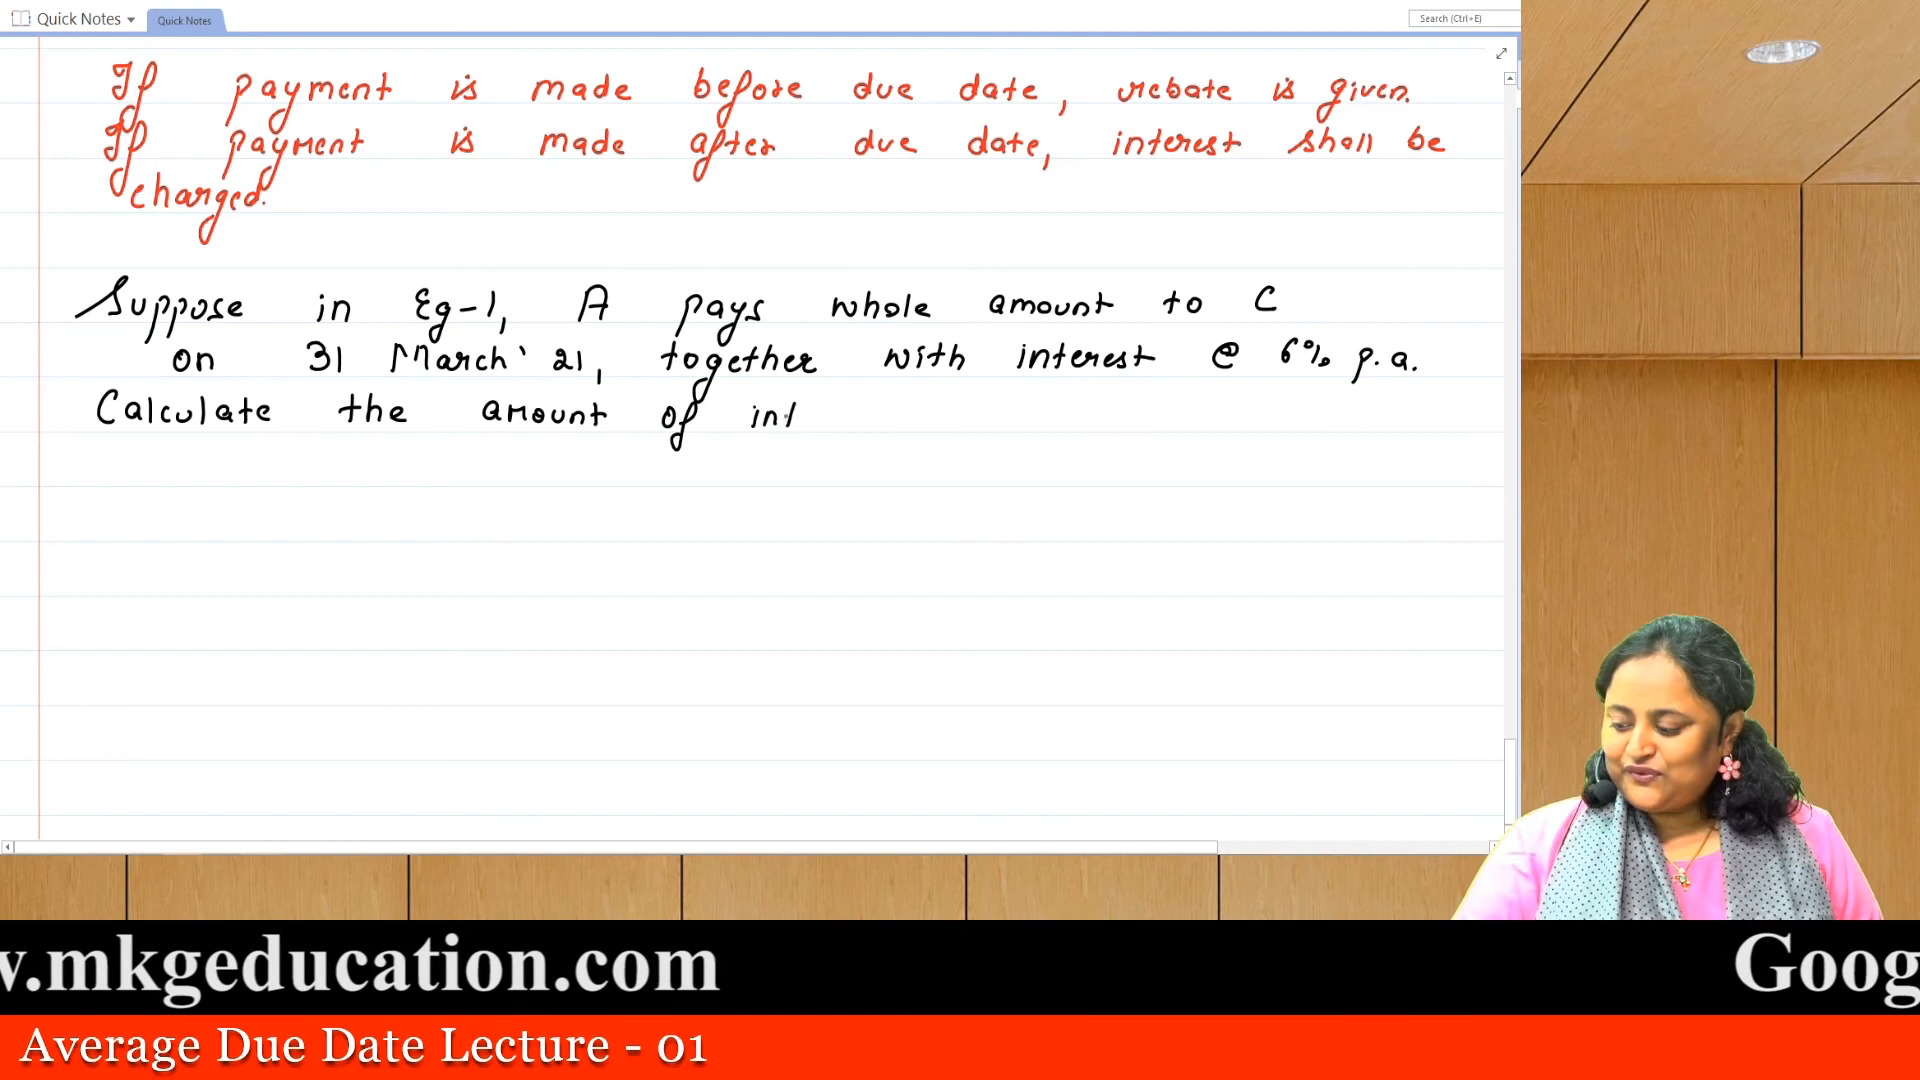 Quick Notes
Quick Notes
Search (Ctrl+E)
If payment is made before due date, rebate is given.
If payment is made after due date, interest shall be
charged.
Suppose in Eg-1, A pays whole amount to C
on 31 March' 21, together with interest @ 6% p.a.
Calculate the amount of int
w.mkgeducation.com
Goog
Average Due Date Lecture - 01